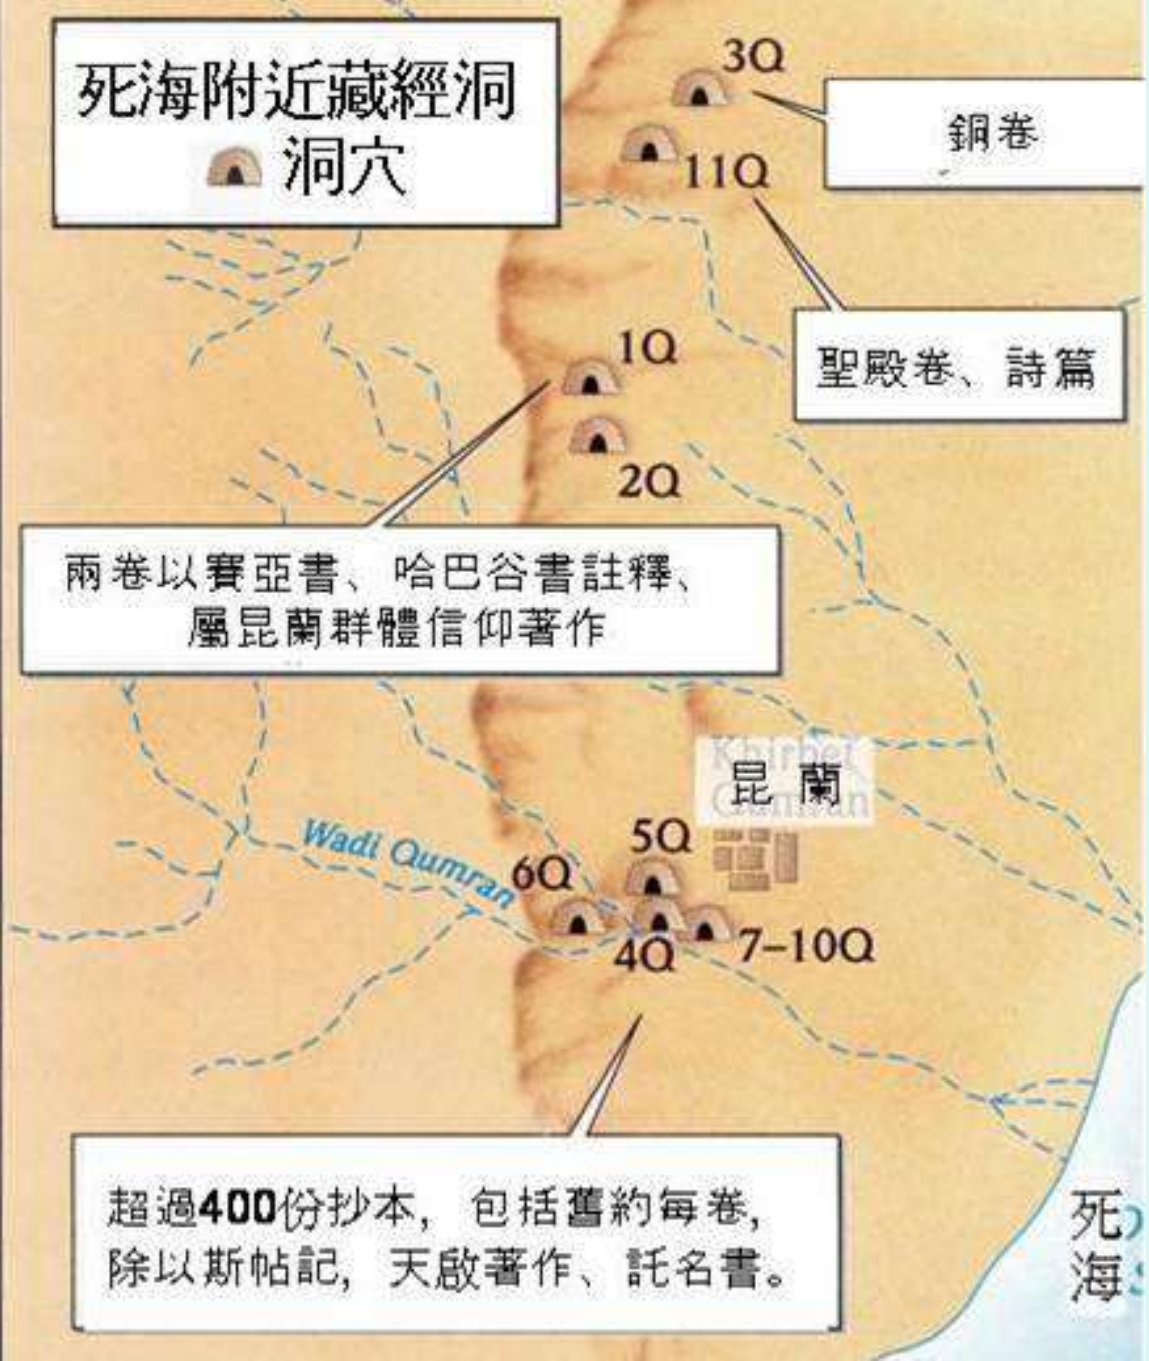 死海附近藏經洞
洞穴
3Q
銅卷
11Q
聖殿卷、詩篇
1Q
2Q
兩卷以賽亞書、哈巴谷書註釋、
屬昆蘭群體信仰著作
Khirbet
Qumran
昆蘭
Wadi Qumran
5Q
6Q
4Q
7–10Q
超過400份抄本, 包括舊約每卷,
除以斯帖記, 天啟著作、託名書。
死
海